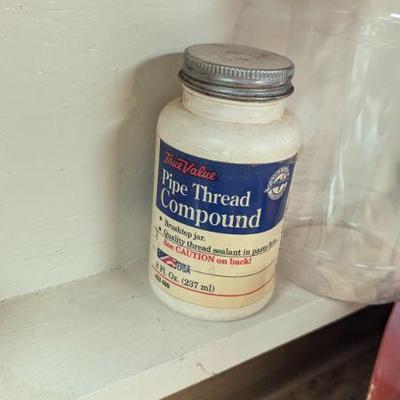 True Value
Pipe Thread
Compound
• Brushtop jar.
• Quality thread sealant in paste form.
See CAUTION on back!
USA
8 Fl. Oz. (237 ml)